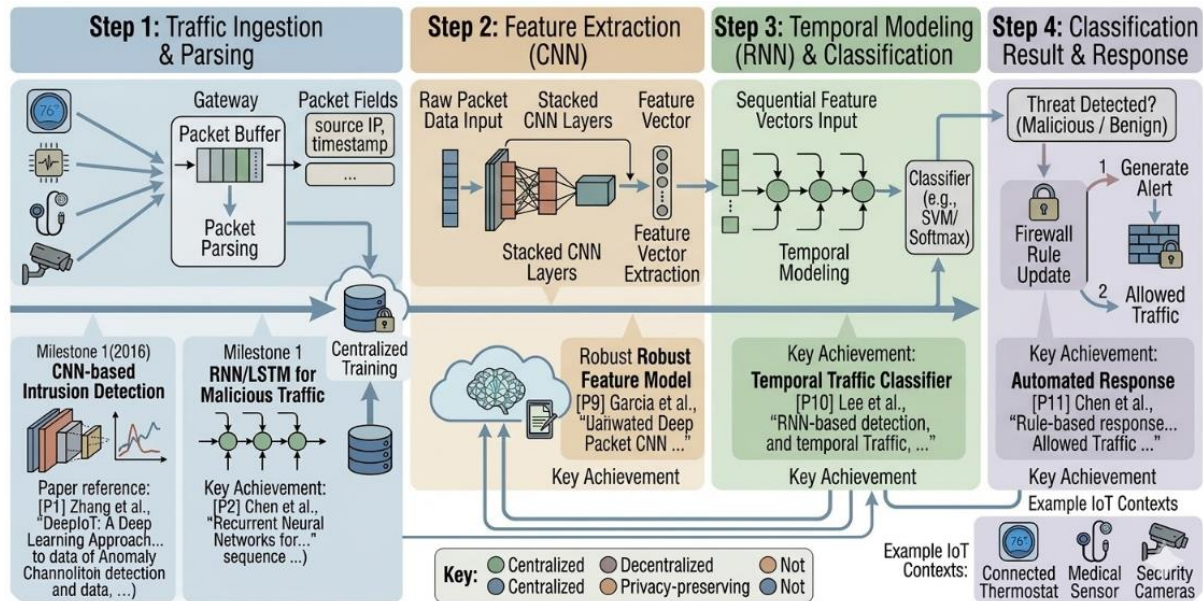 Step 1: Traffic Ingestion
& Parsing
Step 2: Feature Extraction
(CNN)
Step 3: Temporal Modeling
(RNN) & Classification
Step 4: Classification
Result & Response
76°
Gateway
Packet Buffer
Packet
Parsing
Packet Fields
source IP,
timestamp
...
Centralized
Training
Milestone 1(2016)
CNN-based
Intrusion Detection
Paper reference:
[P1] Zhang et al.,
"DeepIoT: A Deep
Learning Approach...
to data of Anomaly
Channoliton detection
and data, ...)
Milestone 1
RNN/LSTM for
Malicious Traffic
Key Achievement:
[P2] Chen et al.,
"Recurrent Neural
Networks for..."
sequence ...)
Raw Packet
Data Input
Stacked
CNN Layers
Feature
Vector
Stacked CNN
Layers
Feature
Vector
Extraction
Robust Robust
Feature Model
[P9] Garcia et al.,
Deep
Packet CNN ..."
Key Achievement
Sequential Feature
Vectors Input
Temporal
Modeling
Classifier
(e.g.,
SVM/
Softmax)
Key Achievement:
Temporal Traffic Classifier
[P10] Lee et al.,
"RNN-based detection,
and temporal Traffic, ..."
Key Achievement
Threat Detected?
(Malicious / Benign)
Firewall
Rule
Update
1
Generate
Alert
2
Allowed
Traffic
Key Achievement:
Automated Response
[P11] Chen et al.,
"Rule-based response...
Allowed Traffic ..."
Key Achievement
Example IoT Contexts
Example IoT
Contexts:
76°
Connected
Thermostat
Medical
Sensor
Security
Cameras
Key:
Centralized
Decentralized
Not
Centralized
Privacy-preserving
Not